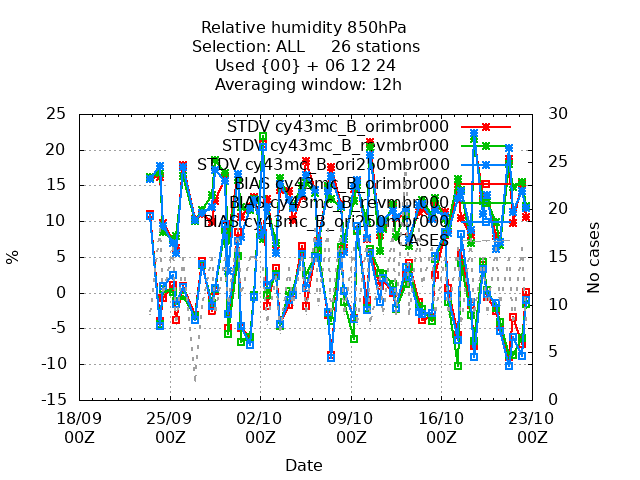 Relative humidity 850hPa
Selection: ALL 26 stations
Used {00} + 06 12 24
Averaging window: 12h
25 30
STDV cy43mc_B_orimbr000
STDV cy43mc_B_revmbr000
20 25
STDV cy43mc_B_ori250mbr000
15 BIAS cy43mc_B_orimbr000
BIAS cy43mc_B_revmbr000 20
10 BIAS cy43mc_B_ori250mbr000
CASES
5 15
%
No cases
0
-5 10
-10 5
-15 0
18/09 25/09 02/10 09/10 16/10 23/10
00Z 00Z 00Z 00Z 00Z 00Z
Date